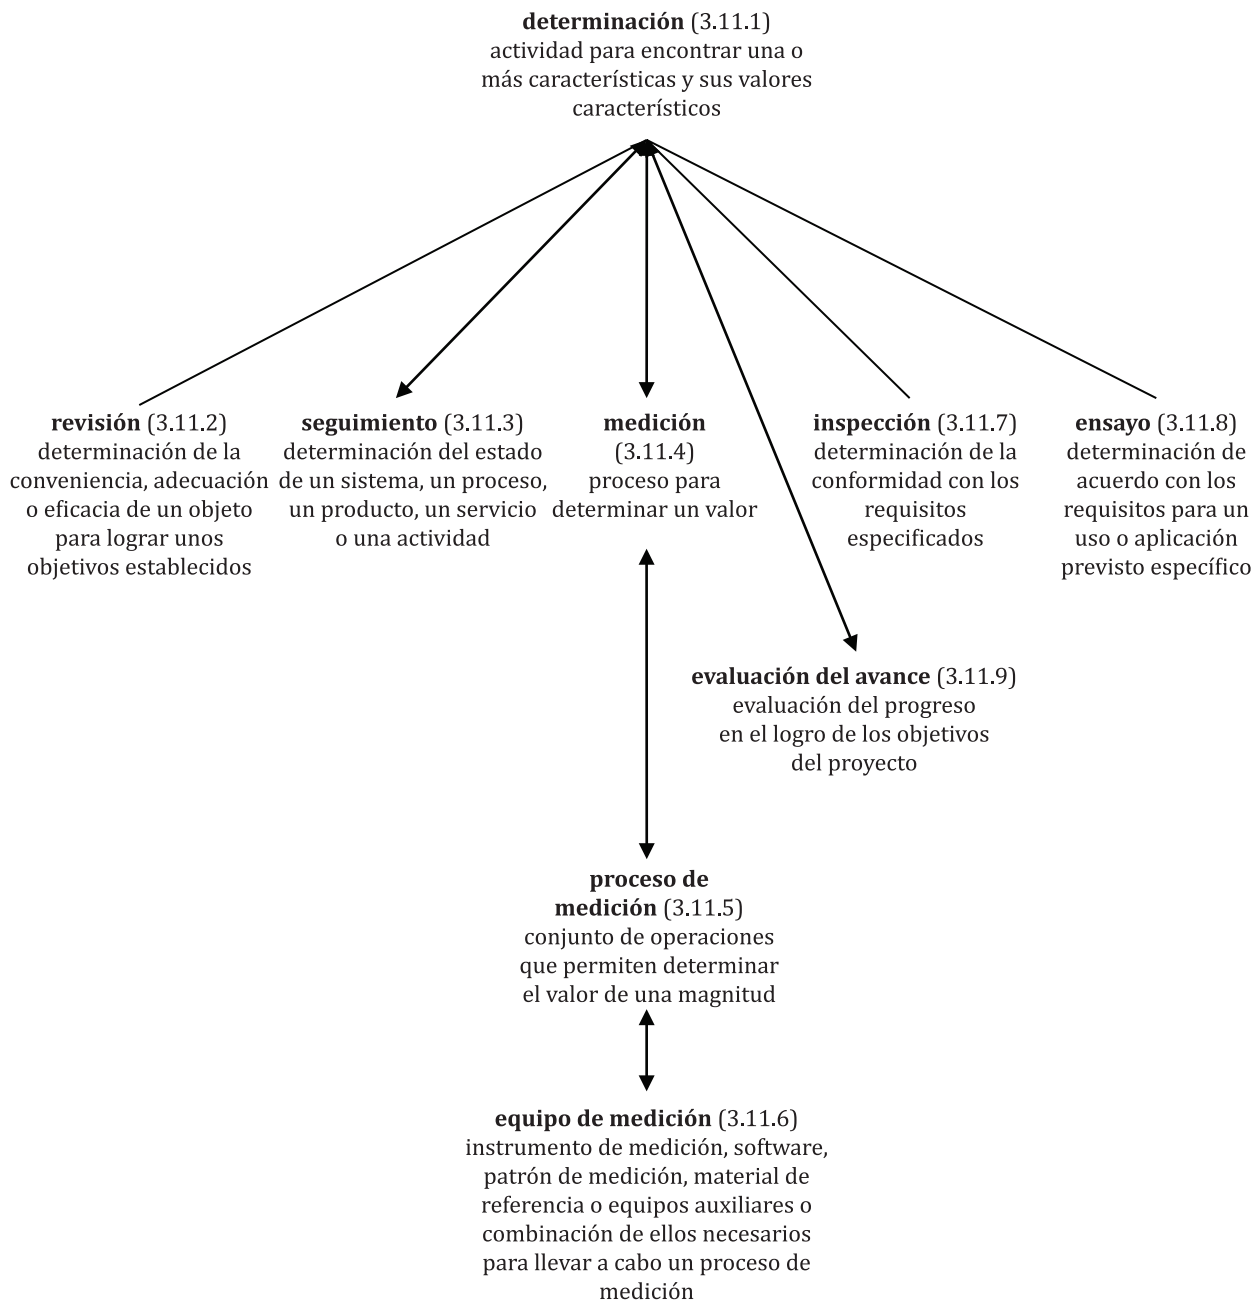 determinación (3.11.1)
actividad para encontrar una o
más características y sus valores
característicos
revisión (3.11.2)
determinación de la
conveniencia, adecuación
o eficacia de un objeto
para lograr unos
objetivos establecidos
seguimiento (3.11.3)
determinación del estado
de un sistema, un proceso,
un producto, un servicio
o una actividad
medición
(3.11.4)
proceso para
determinar un valor
inspección (3.11.7)
determinación de la
conformidad con los
requisitos
especificados
ensayo (3.11.8)
determinación de
acuerdo con los
requisitos para un
uso o aplicación
previsto específico
evaluación del avance (3.11.9)
evaluación del progreso
en el logro de los objetivos
del proyecto
proceso de
medición (3.11.5)
conjunto de operaciones
que permiten determinar
el valor de una magnitud
equipo de medición (3.11.6)
instrumento de medición, software,
patrón de medición, material de
referencia o equipos auxiliares o
combinación de ellos necesarios
para llevar a cabo un proceso de
medición